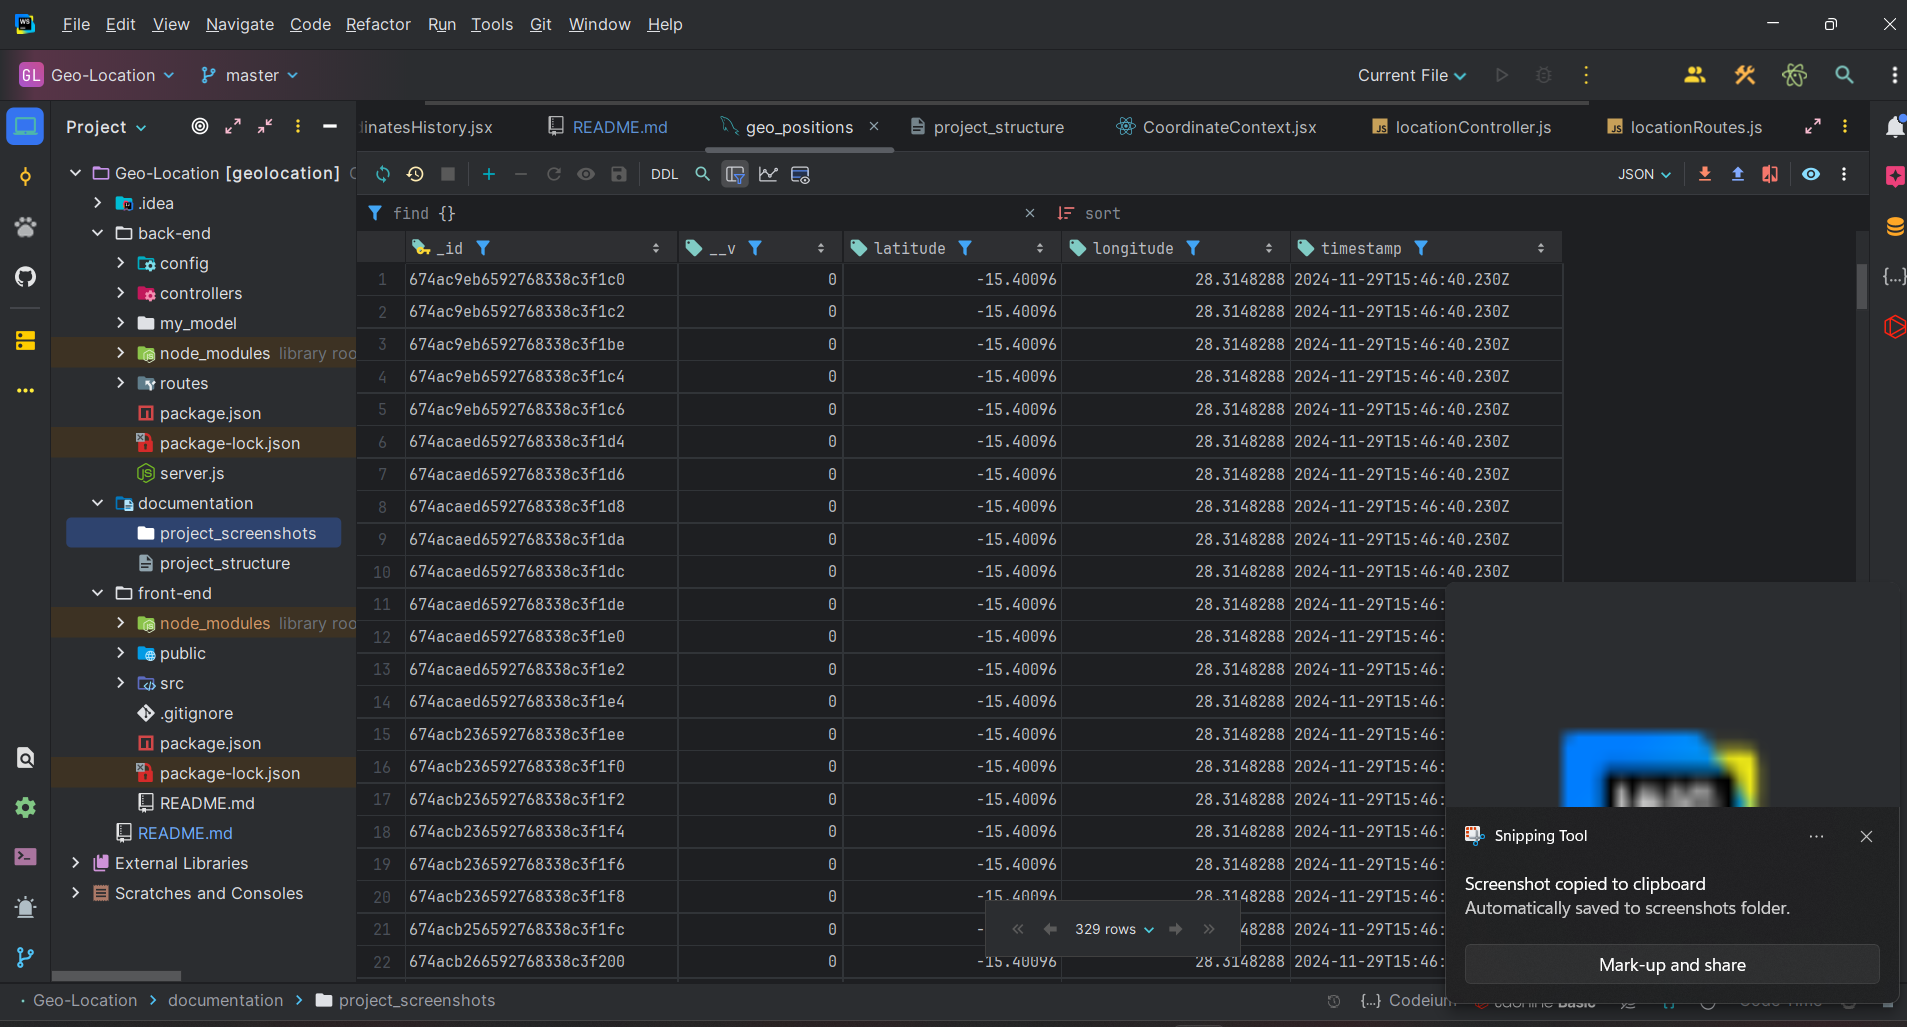 WS File Edit View Navigate Code Refactor Run Tools Git Window Help
GL Geo-Location master Current File
Project
inatesHistory.jsx README.md geo_positions project_structure CoordinateContext.jsx locationController.js locationRoutes.js
DDL JSON
find {} sort
_id __v latitude longitude timestamp
Geo-Location [geolocation]
.idea
back-end
config
controllers
my_model
node_modules library roo
routes
package.json
package-lock.json
server.js
documentation
project_screenshots
project_structure
front-end
node_modules library roo
public
src
.gitignore
package.json
package-lock.json
README.md
README.md
External Libraries
Scratches and Consoles
1 674ac9eb6592768338c3f1c0 0 -15.40096 28.3148288 2024-11-29T15:46:40.230Z
2 674ac9eb6592768338c3f1c2 0 -15.40096 28.3148288 2024-11-29T15:46:40.230Z
3 674ac9eb6592768338c3f1be 0 -15.40096 28.3148288 2024-11-29T15:46:40.230Z
4 674ac9eb6592768338c3f1c4 0 -15.40096 28.3148288 2024-11-29T15:46:40.230Z
5 674ac9eb6592768338c3f1c6 0 -15.40096 28.3148288 2024-11-29T15:46:40.230Z
6 674acaed6592768338c3f1d4 0 -15.40096 28.3148288 2024-11-29T15:46:40.230Z
7 674acaed6592768338c3f1d6 0 -15.40096 28.3148288 2024-11-29T15:46:40.230Z
8 674acaed6592768338c3f1d8 0 -15.40096 28.3148288 2024-11-29T15:46:40.230Z
9 674acaed6592768338c3f1da 0 -15.40096 28.3148288 2024-11-29T15:46:40.230Z
10 674acaed6592768338c3f1dc 0 -15.40096 28.3148288 2024-11-29T15:46:40.230Z
11 674acaed6592768338c3f1de 0 -15.40096 28.3148288 2024-11-29T15:46:
12 674acaed6592768338c3f1e0 0 -15.40096 28.3148288 2024-11-29T15:46:
13 674acaed6592768338c3f1e2 0 -15.40096 28.3148288 2024-11-29T15:46:
14 674acaed6592768338c3f1e4 0 -15.40096 28.3148288 2024-11-29T15:46:
15 674acb236592768338c3f1ee 0 -15.40096 28.3148288 2024-11-29T15:46:
16 674acb236592768338c3f1f0 0 -15.40096 28.3148288 2024-11-29T15:46:
17 674acb236592768338c3f1f2 0 -15.40096 28.3148288 2024-11-29T15:46:
18 674acb236592768338c3f1f4 0 -15.40096 28.3148288 2024-11-29T15:46:
19 674acb236592768338c3f1f6 0 -15.40096 28.3148288 2024-11-29T15:46:
20 674acb236592768338c3f1f8 0 -15.40096 28.3148288 2024-11-29T15:46:
21 674acb256592768338c3f1fc 0 - 48288 2024-11-29T15:46:
22 674acb266592768338c3f200 0 -15.40096 28.3148288 2024-11-29T15:46:
329 rows
Snipping Tool
Screenshot copied to clipboard
Automatically saved to screenshots folder.
Mark-up and share
Geo-Location documentation project_screenshots {...} Codeium Basic